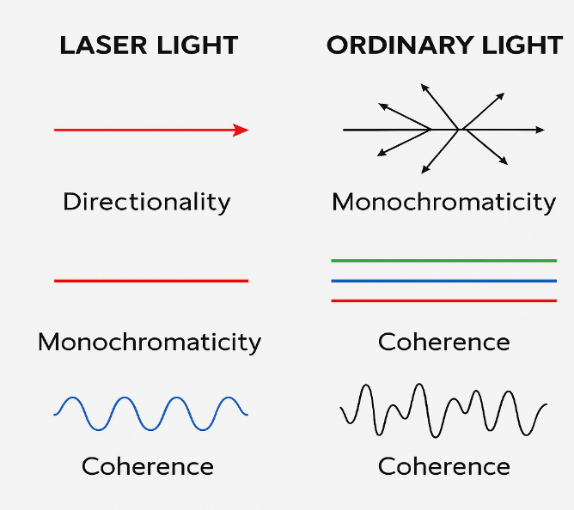 LASER LIGHT
ORDINARY LIGHT
Directionality
Monochromaticity
Monochromaticity
Coherence
Coherence
Coherence